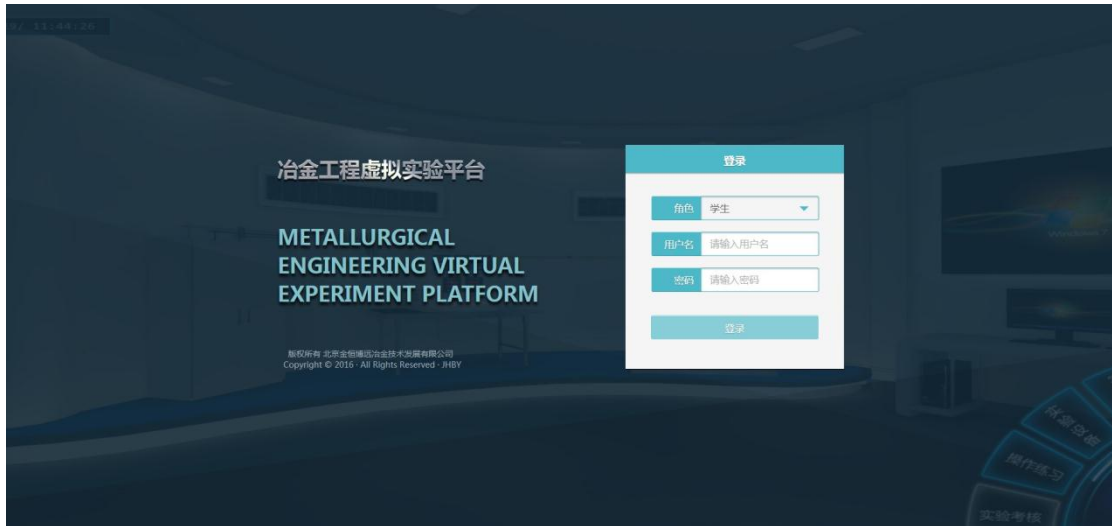 11:44:26
冶金工程虚拟实验平台
METALLURGICAL
ENGINEERING VIRTUAL
EXPERIMENT PLATFORM
版权所有 北京金恒博远冶金技术发展有限公司
Copyright © 2016 · All Rights Reserved · JHBY
登录
角色 学生
用户名 请输入用户名
密码 请输入密码
登录
操作练习
实验考核